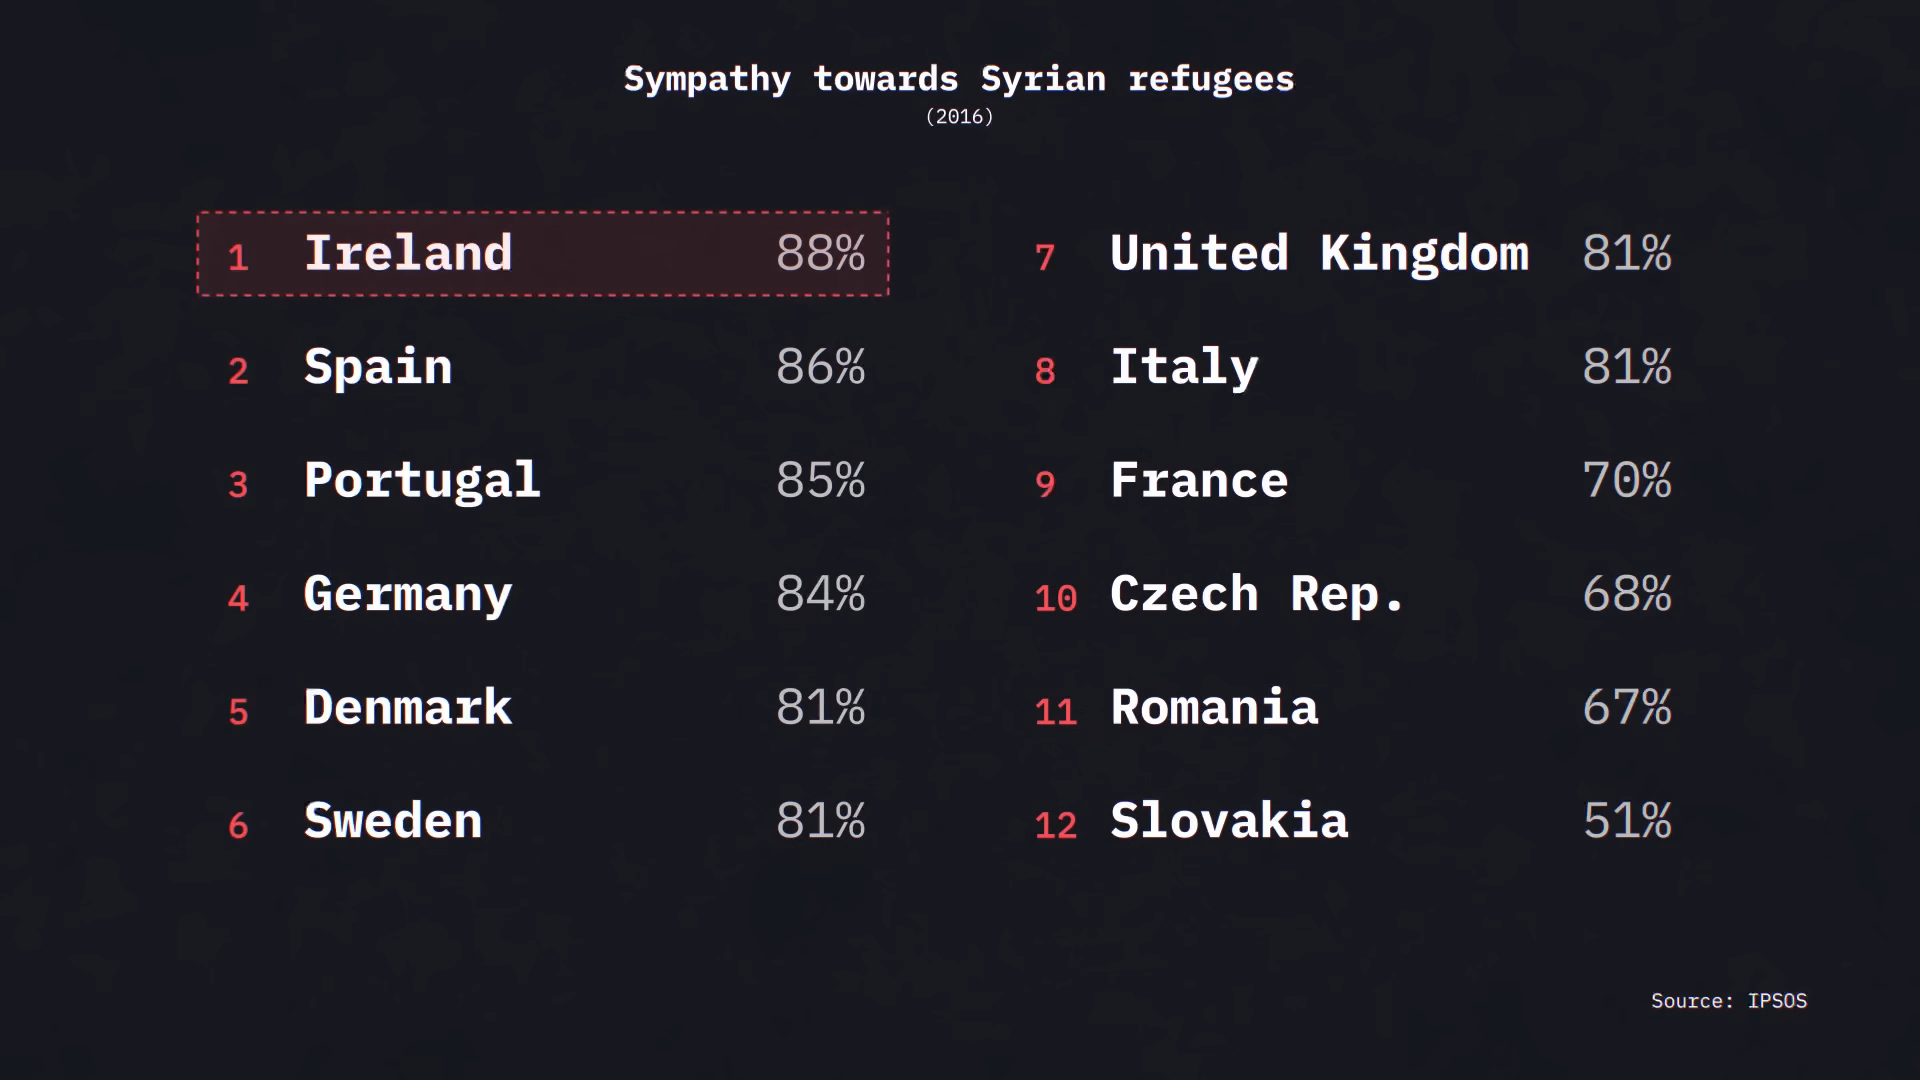 Sympathy towards Syrian refugees
(2016)
1 Ireland 88%
2 Spain 86%
3 Portugal 85%
4 Germany 84%
5 Denmark 81%
6 Sweden 81%
7 United Kingdom 81%
8 Italy 81%
9 France 70%
10 Czech Rep. 68%
11 Romania 67%
12 Slovakia 51%
Source: IPSOS